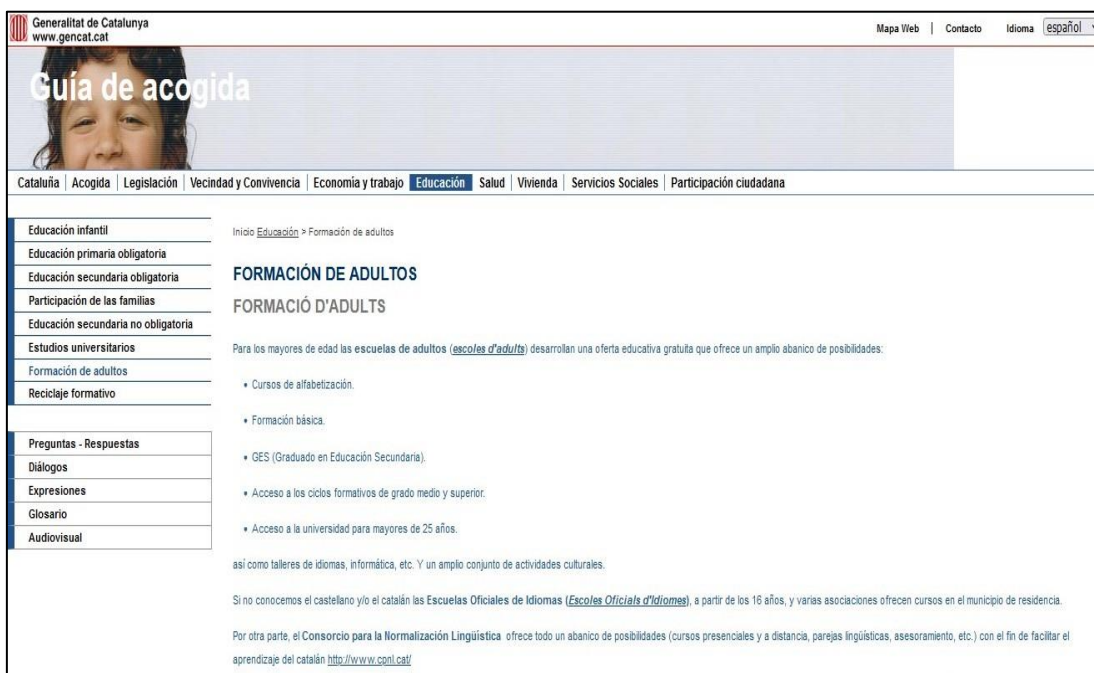 Generalitat de Catalunya
www.gencat.cat
Mapa Web | Contacto Idioma español
Guía de acogida
Cataluña | Acogida | Legislación | Vecindad y Convivencia | Economía y trabajo Educación Salud | Vivienda | Servicios Sociales | Participación ciudadana
Educación infantil
Educación primaria obligatoria
Educación secundaria obligatoria
Participación de las familias
Educación secundaria no obligatoria
Estudios universitarios
Formación de adultos
Reciclaje formativo
Preguntas - Respuestas
Diálogos
Expresiones
Glosario
Audiovisual
Inicio Educación > Formación de adultos
FORMACIÓN DE ADULTOS
FORMACIÓ D'ADULTS
Para los mayores de edad las escuelas de adultos (escoles d'adults) desarrollan una oferta educativa gratuita que ofrece un amplio abanico de posibilidades:
• Cursos de alfabetización.
• Formación básica.
• GES (Graduado en Educación Secundaria).
• Acceso a los ciclos formativos de grado medio y superior.
• Acceso a la universidad para mayores de 25 años.
así como talleres de idiomas, informática, etc. Y un amplio conjunto de actividades culturales.
Si no conocemos el castellano y/o el catalán las Escuelas Oficiales de Idiomas (Escoles Oficials d'Idiomes), a partir de los 16 años, y varias asociaciones ofrecen cursos en el municipio de residencia.
Por otra parte, el Consorcio para la Normalización Lingüística ofrece todo un abanico de posibilidades (cursos presenciales y a distancia, parejas lingüísticas, asesoramiento, etc.) con el fin de facilitar el
aprendizaje del catalán http://www.cpnl.cat/